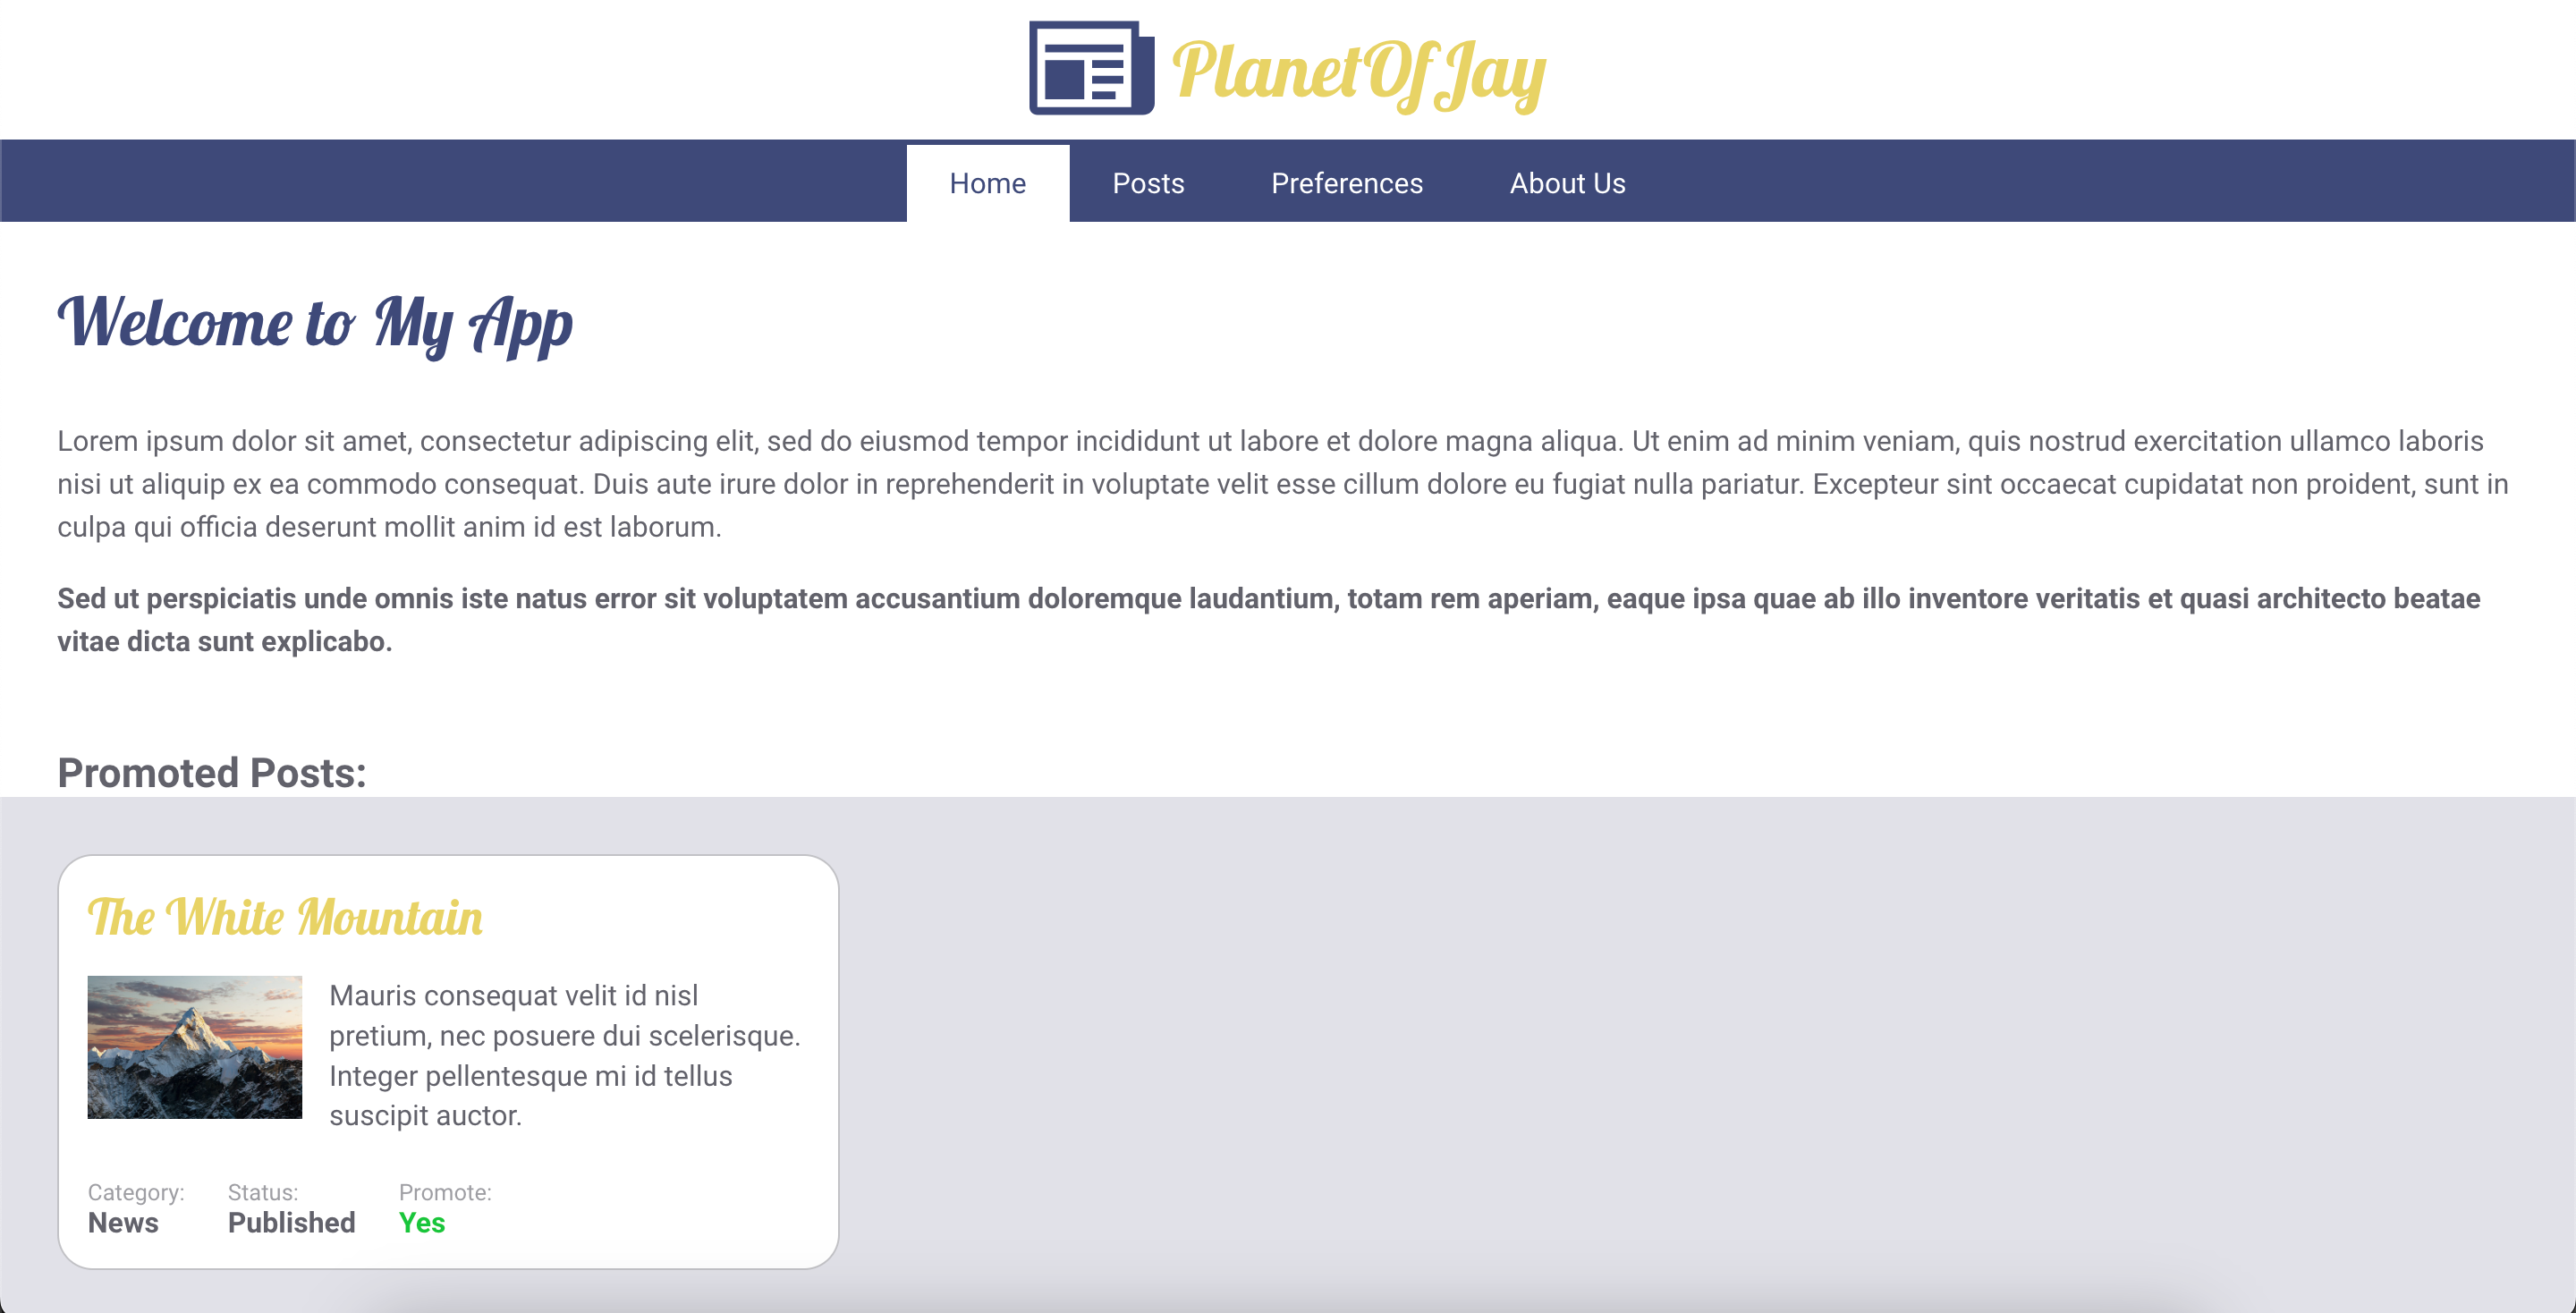 PlanetOfJay
Home Posts Preferences About Us
Welcome to My App
Lorem ipsum dolor sit amet, consectetur adipiscing elit, sed do eiusmod tempor incididunt ut labore et dolore magna aliqua. Ut enim ad minim veniam, quis nostrud exercitation ullamco laboris
nisi ut aliquip ex ea commodo consequat. Duis aute irure dolor in reprehenderit in voluptate velit esse cillum dolore eu fugiat nulla pariatur. Excepteur sint occaecat cupidatat non proident, sunt in
culpa qui officia deserunt mollit anim id est laborum.
Sed ut perspiciatis unde omnis iste natus error sit voluptatem accusantium doloremque laudantium, totam rem aperiam, eaque ipsa quae ab illo inventore veritatis et quasi architecto beatae
vitae dicta sunt explicabo.
Promoted Posts:
The White Mountain
Mauris consequat velit id nisl
pretium, nec posuere dui scelerisque.
Integer pellentesque mi id tellus
suscipit auctor.
Category: Status: Promote:
News Published Yes